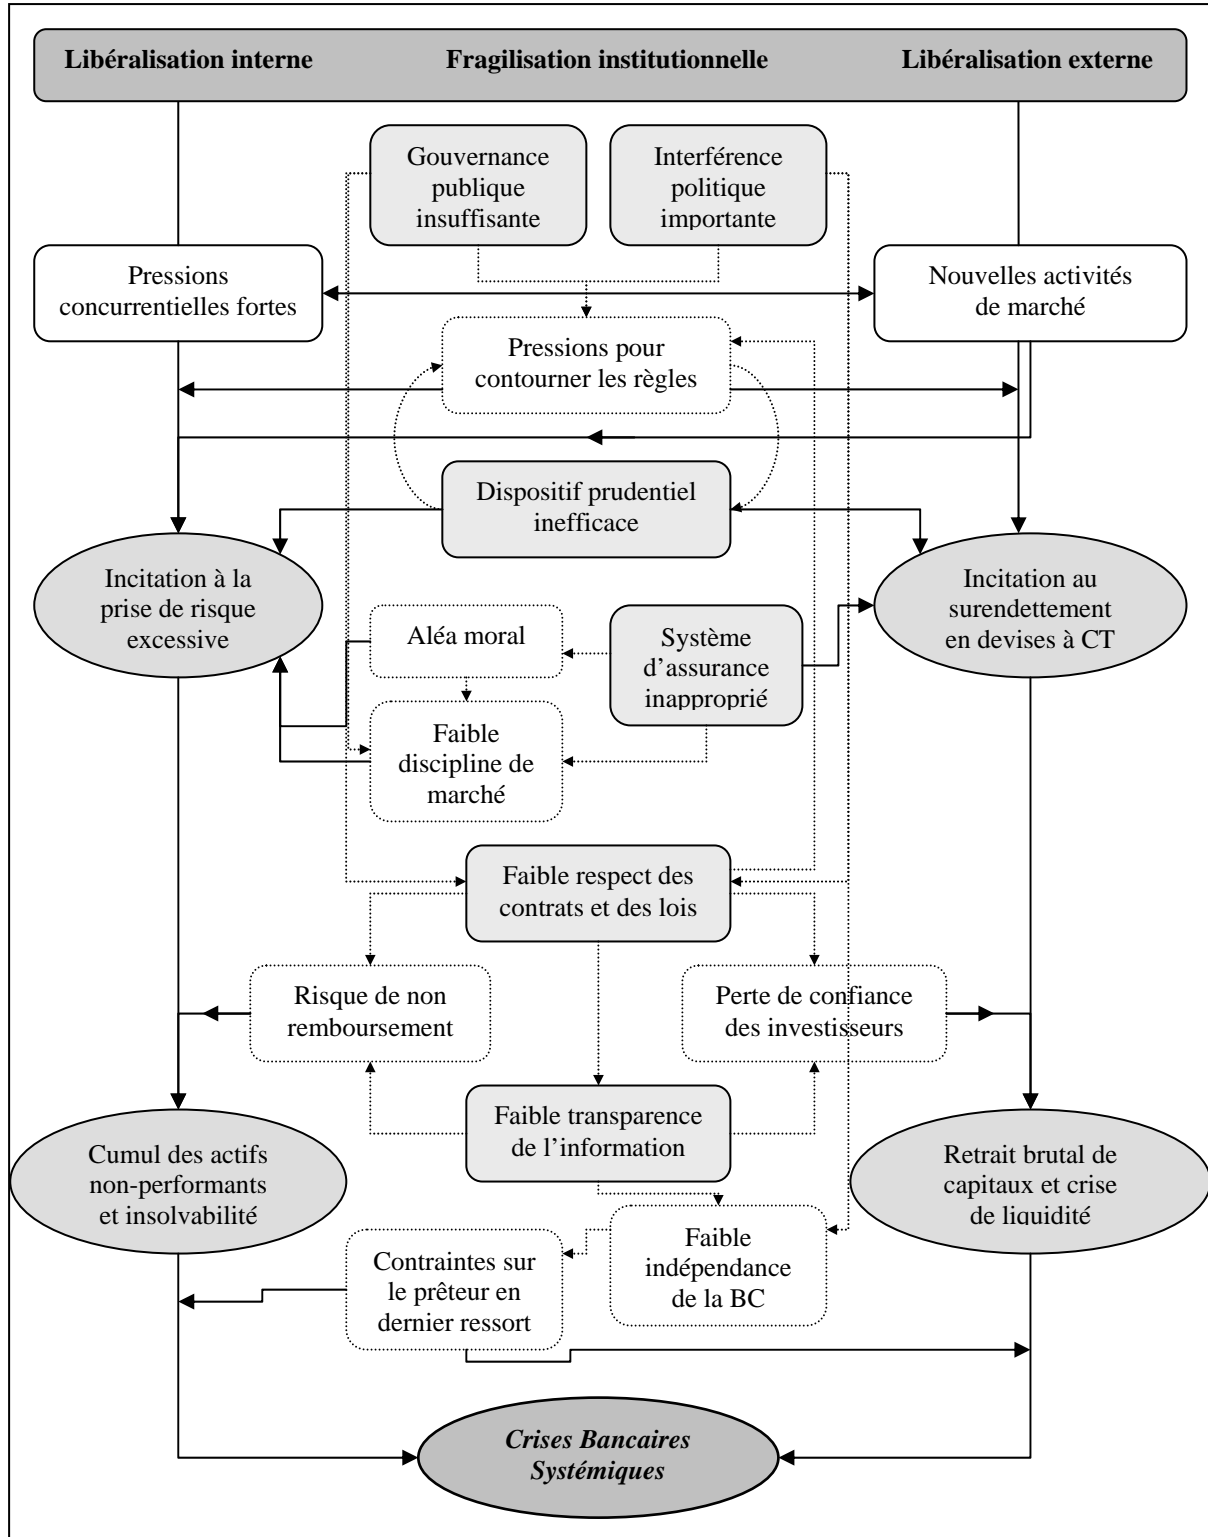 Libéralisation interne
Fragilisation institutionnelle
Libéralisation externe
Gouvernance
publique
insuffisante
Interférence
politique
importante
Pressions
concurrentielles fortes
Nouvelles activités
de marché
Pressions pour
contourner les règles
Dispositif prudentiel
inefficace
Incitation à la
prise de risque
excessive
Incitation au
surendettement
en devises à CT
Aléa moral
Système
d’assurance
inapproprié
Faible
discipline de
marché
Faible respect des
contrats et des lois
Risque de non
remboursement
Perte de confiance
des investisseurs
Faible transparence
de l’information
Cumul des actifs
non-performants
et insolvabilité
Retrait brutal de
capitaux et crise
de liquidité
Faible
indépendance
de la BC
Contraintes sur
le prêteur en
dernier ressort
Crises Bancaires
Systémiques